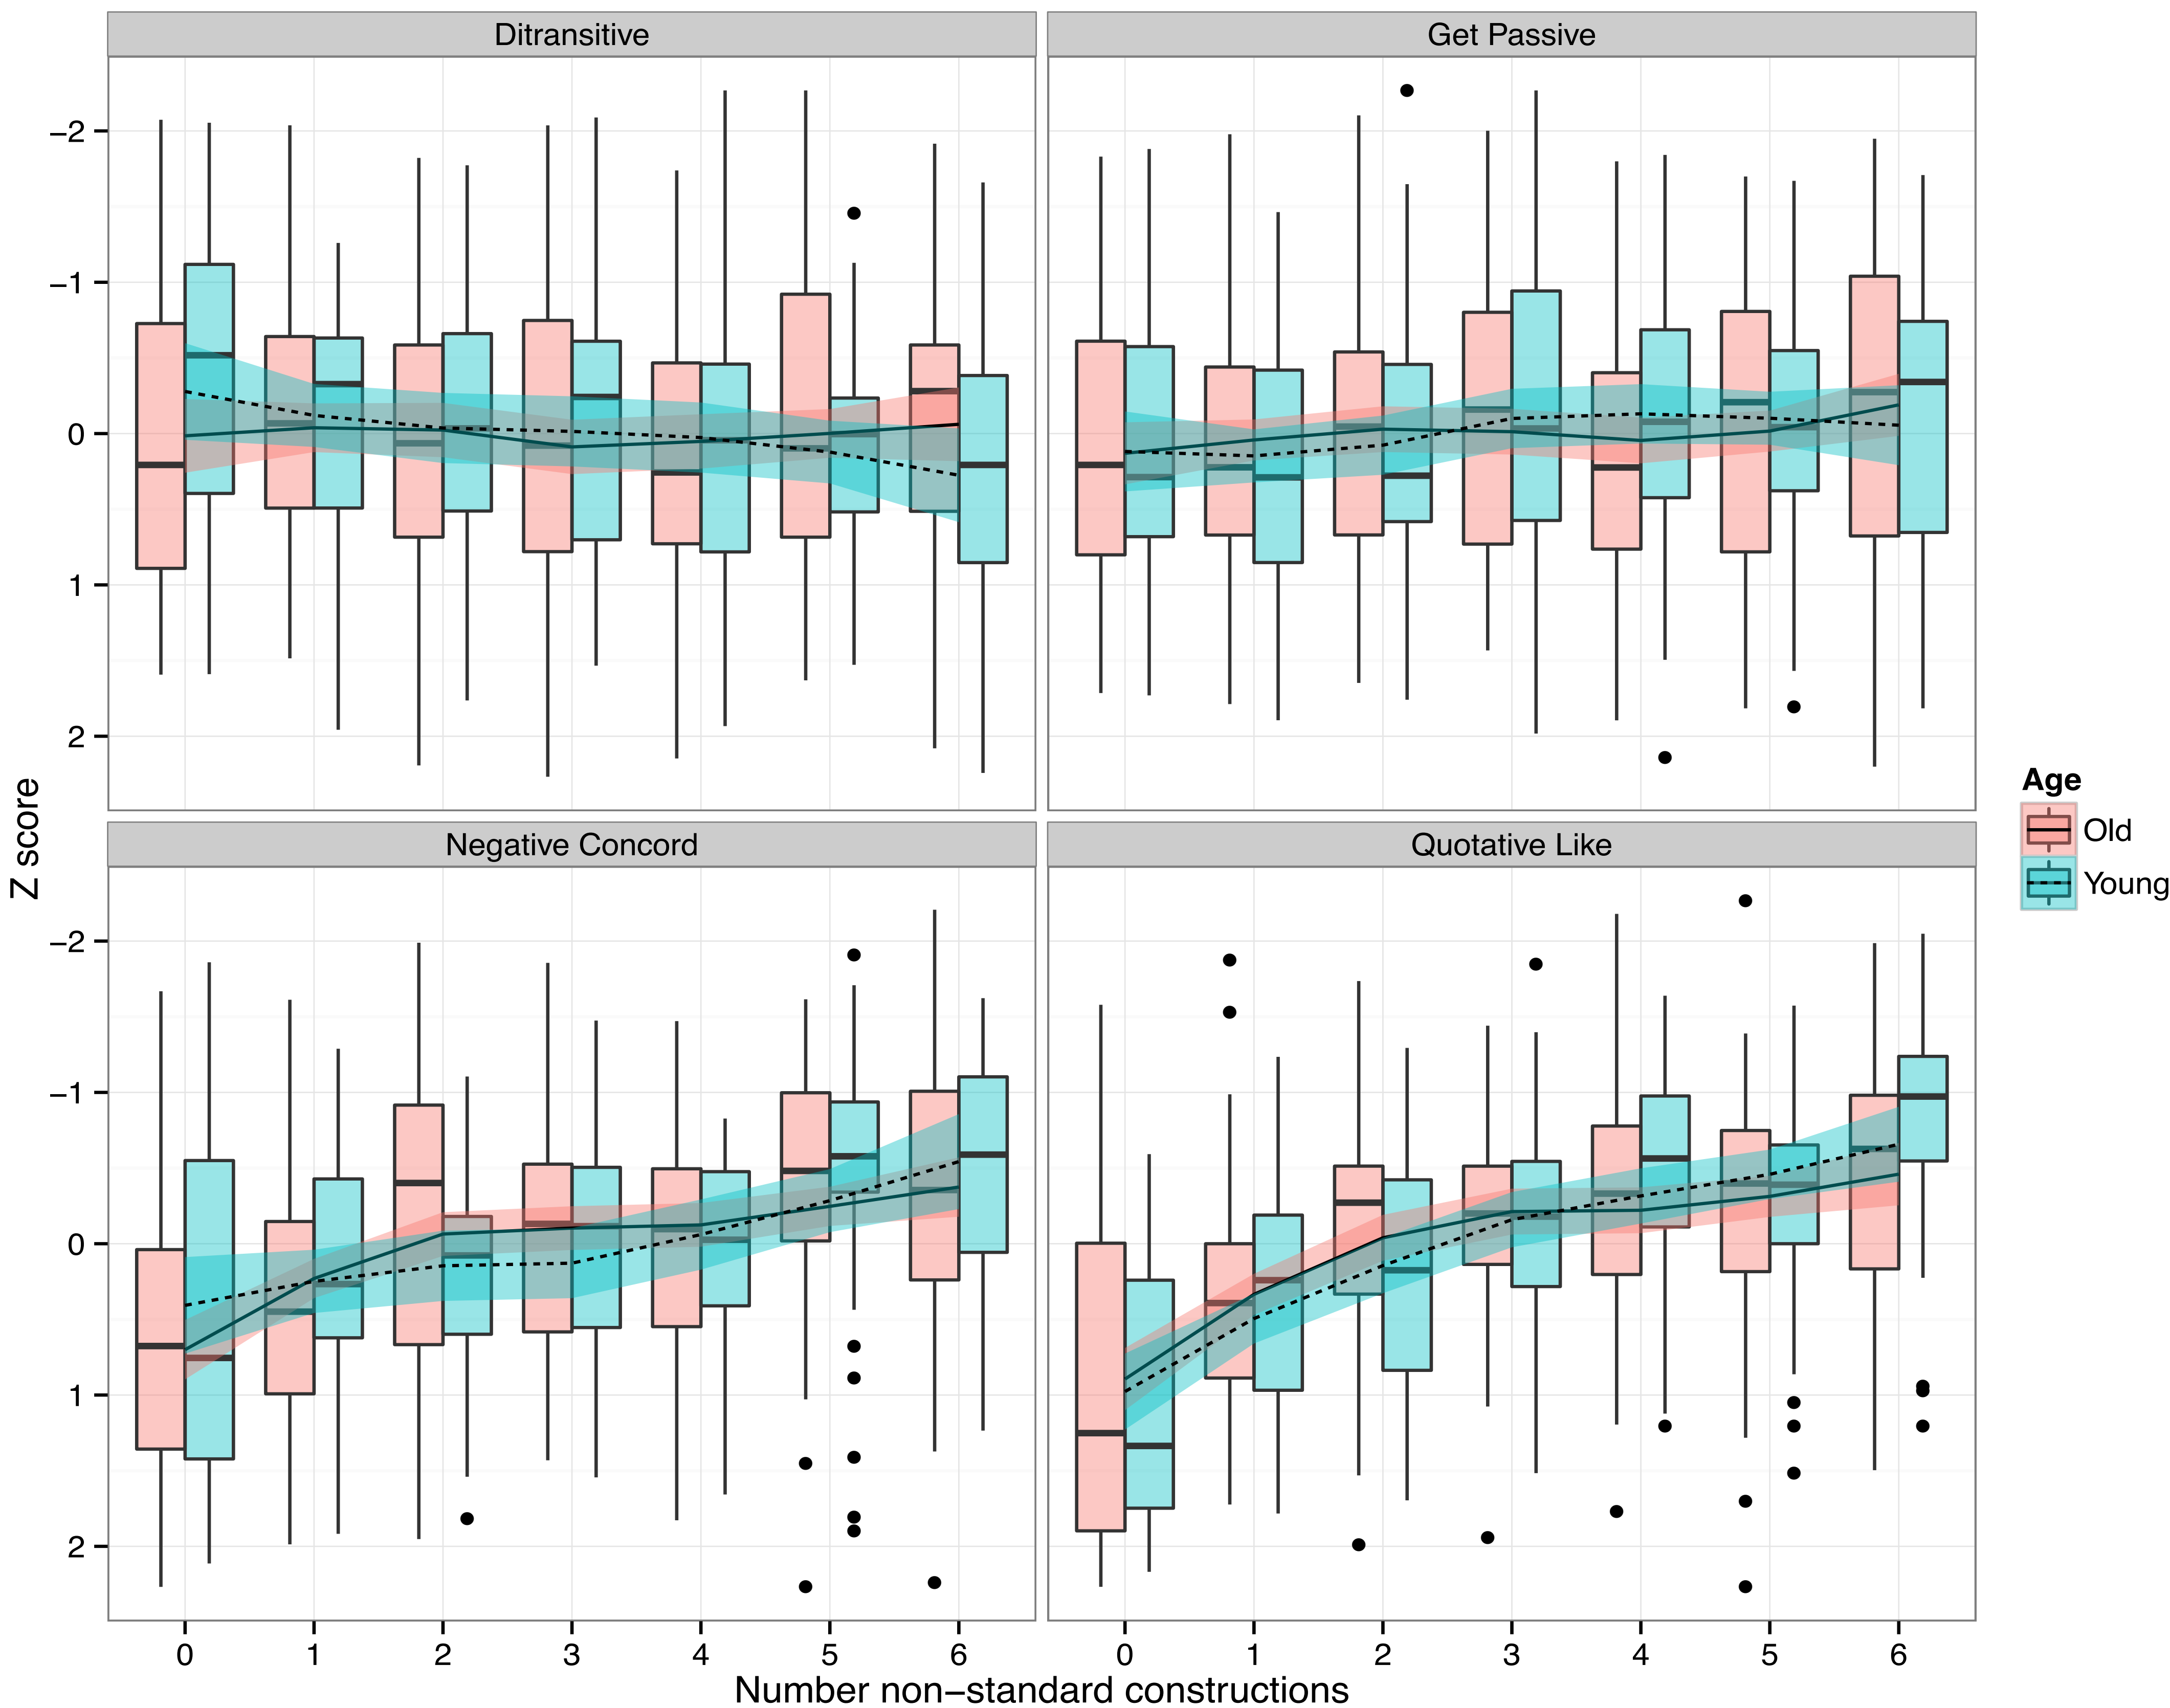 Ditransitive
Get Passive
−2
−1
0
1
2
Negative Concord
Quotative Like
−2
−1
0
1
2
0 1 2 3 4 5 6
0 1 2 3 4 5 6
Number non−standard constructions
Z score
Age
Old
Young